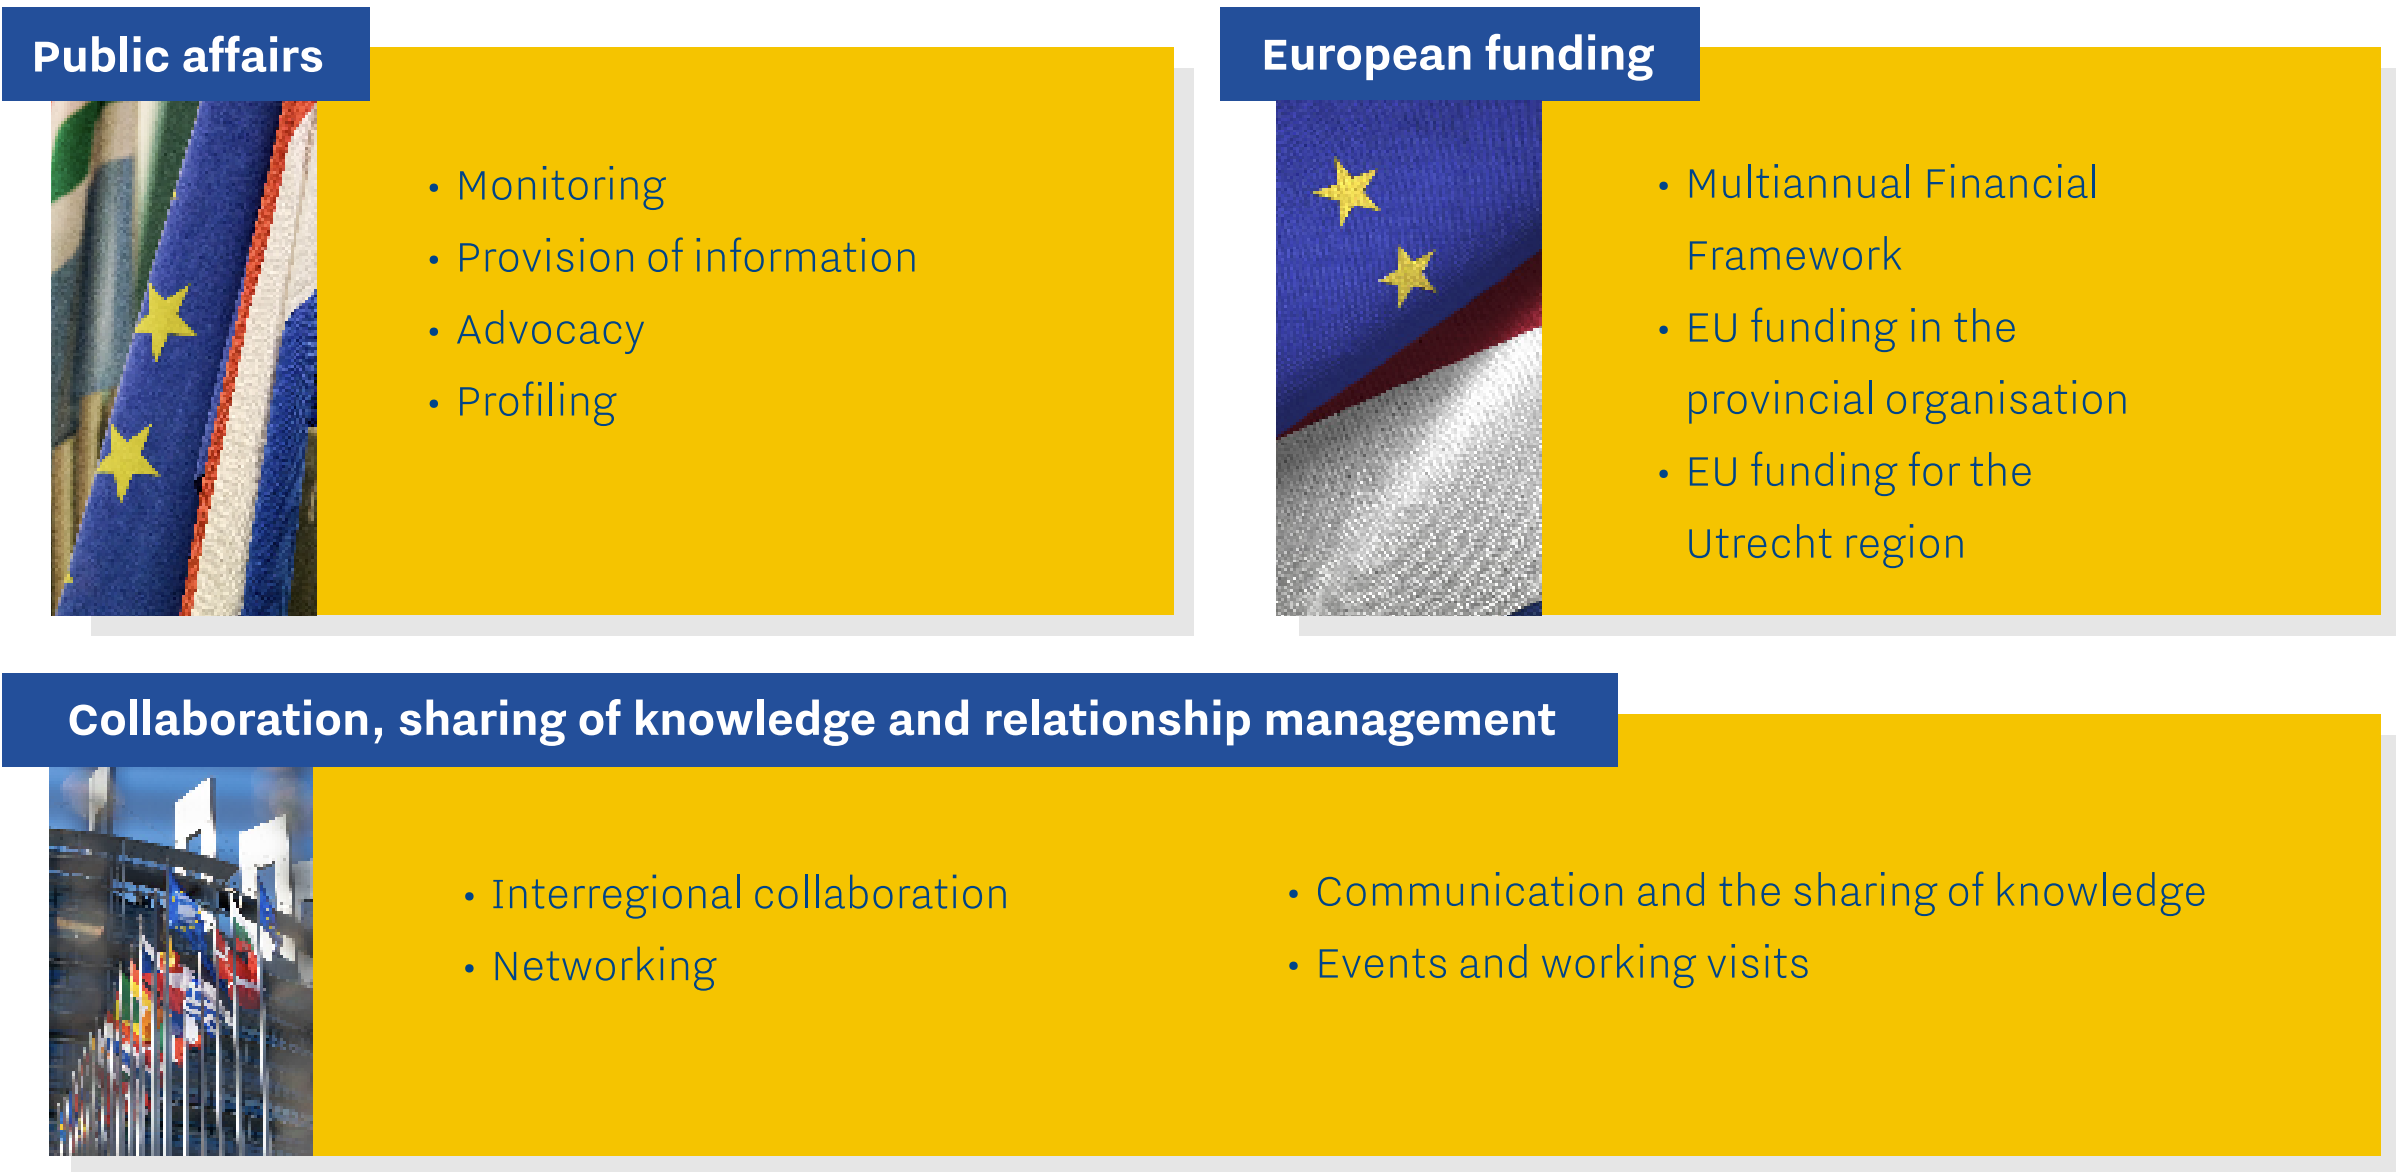 Public affairs
• Monitoring
• Provision of information
• Advocacy
• Profiling
European funding
• Multiannual Financial
Framework
• EU funding in the
provincial organisation
• EU funding for the
Utrecht region
Collaboration, sharing of knowledge and relationship management
• Interregional collaboration
• Networking
• Communication and the sharing of knowledge
• Events and working visits